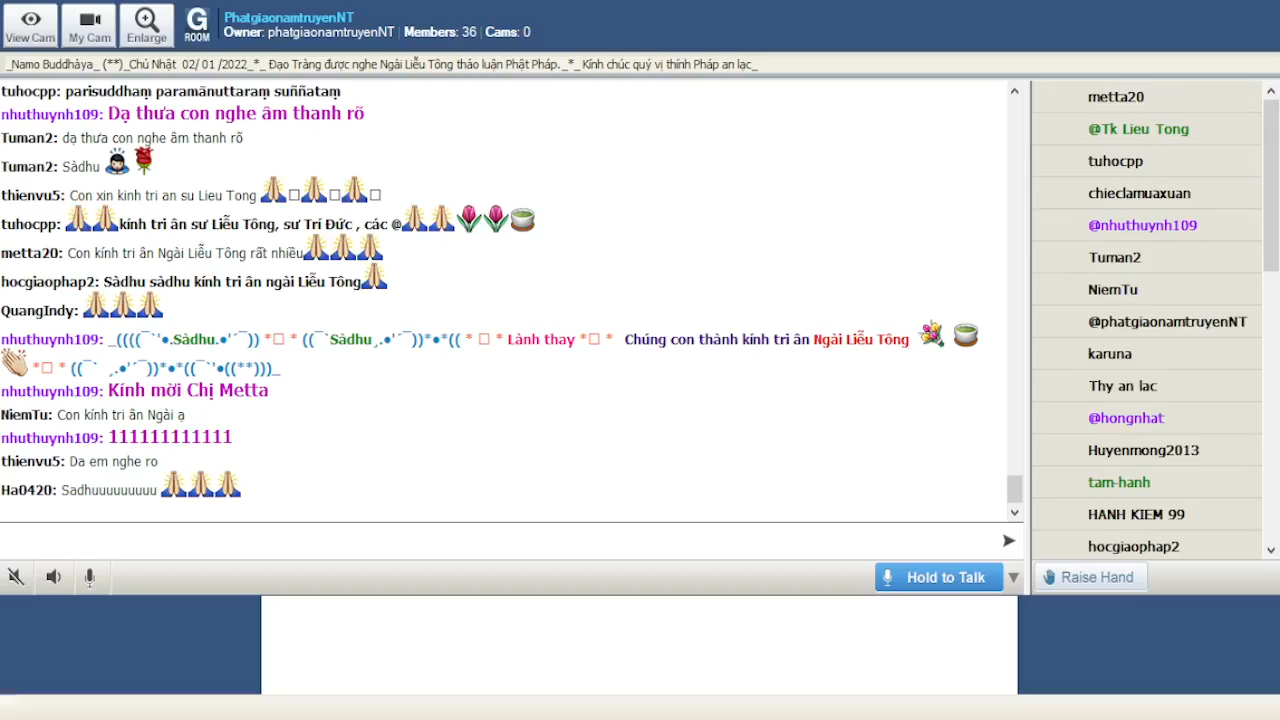 View Cam
My Cam
Enlarge
G
ROOM
PhatgiaonamtruyenNT
Owner: phatgiaonamtruyenNT | Members: 36 | Cams: 0
_Namo Buddhàya_ (**)_Chủ Nhật 02/ 01 /2022_*_ Đạo Tràng được nghe Ngài Liễu Tông thảo luận Phật Pháp._*_ Kính chúc quý vị thính Pháp an lạc_
tuhocpp: parisuddhaṃ paramānuttaraṃ suññataṃ
nhuthuynh109: Dạ thưa con nghe âm thanh rõ
Tuman2: dạ thưa con nghe âm thanh rõ
Tuman2: Sàdhu
thienvu5: Con xin kinh tri an su Lieu Tong
tuhocpp: kính tri ân sư Liễu Tông, sư Trí Đức , các @
metta20: Con kính tri ân Ngài Liễu Tông rất nhiều
hocgiaophap2: Sàdhu sàdhu kính tri ân ngài Liễu Tông
QuangIndy:
nhuthuynh109: _((((¯`'•.Sàdhu.•'´¯)) *□ * ((¯`Sàdhu¸.•'´¯))*•*(( * □ * Lành thay *□ * Chúng con thành kính tri ân Ngài Liễu Tông
*□ * ((¯` ¸.•'´¯))*•*((¯`'•((**)))_
nhuthuynh109: Kính mời Chị Metta
NiemTu: Con kính tri ân Ngài ạ
nhuthuynh109: 111111111111
thienvu5: Da em nghe ro
Ha0420: Sadhuuuuuuuuu
Hold to Talk
metta20
@Tk Lieu Tong
tuhocpp
chieclamuaxuan
@nhuthuynh109
Tuman2
NiemTu
@phatgiaonamtruyenNT
karuna
Thy an lac
@hongnhat
Huyenmong2013
tam-hanh
HANH KIEM 99
hocgiaophap2
Raise Hand